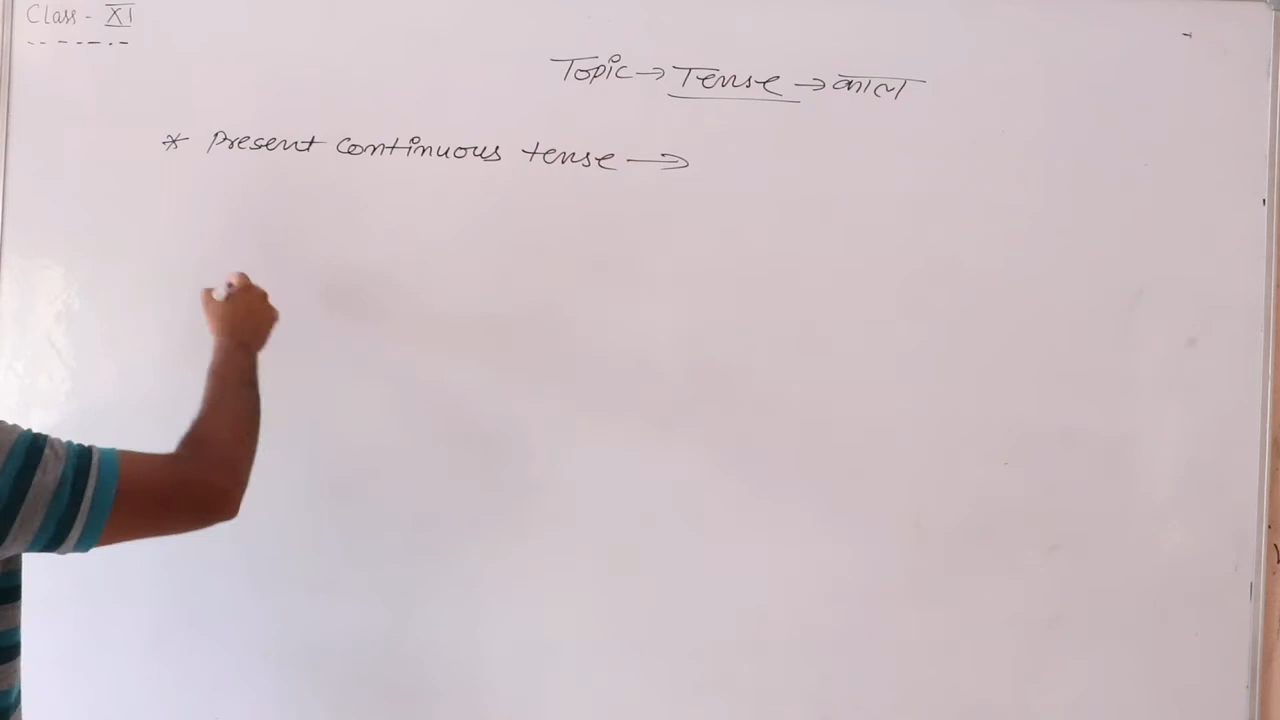 Class - XI
Topic → Tense → काल
* Present continuous tense →